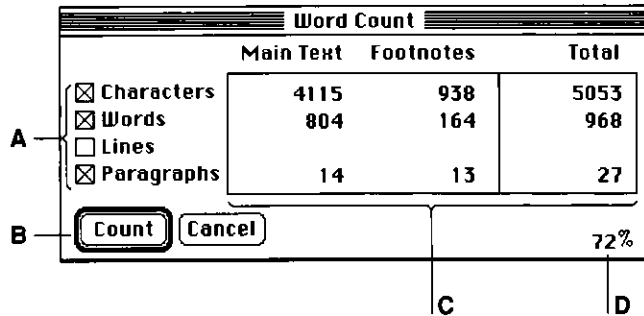 Word Count
Main Text Footnotes Total
Characters 4115 938 5053
A Words 804 164 968
Lines
Paragraphs 14 13 27
B Count Cancel
72%
C D